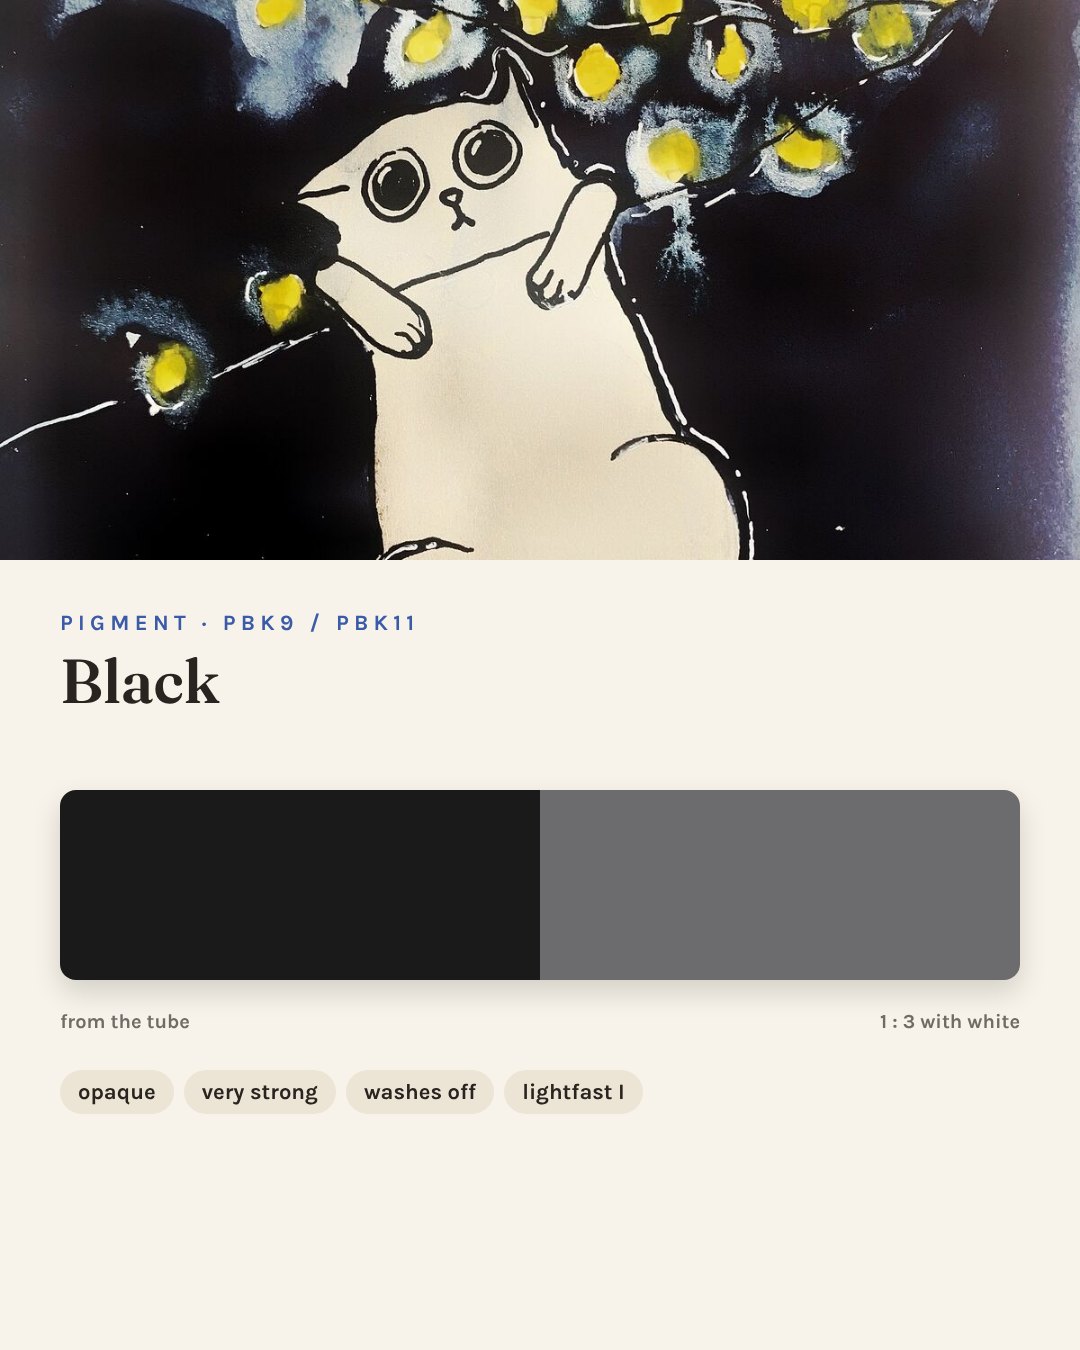 PIGMENT · PBK9 / PBK11
Black
from the tube
1 : 3 with white
opaque
very strong
washes off
lightfast I